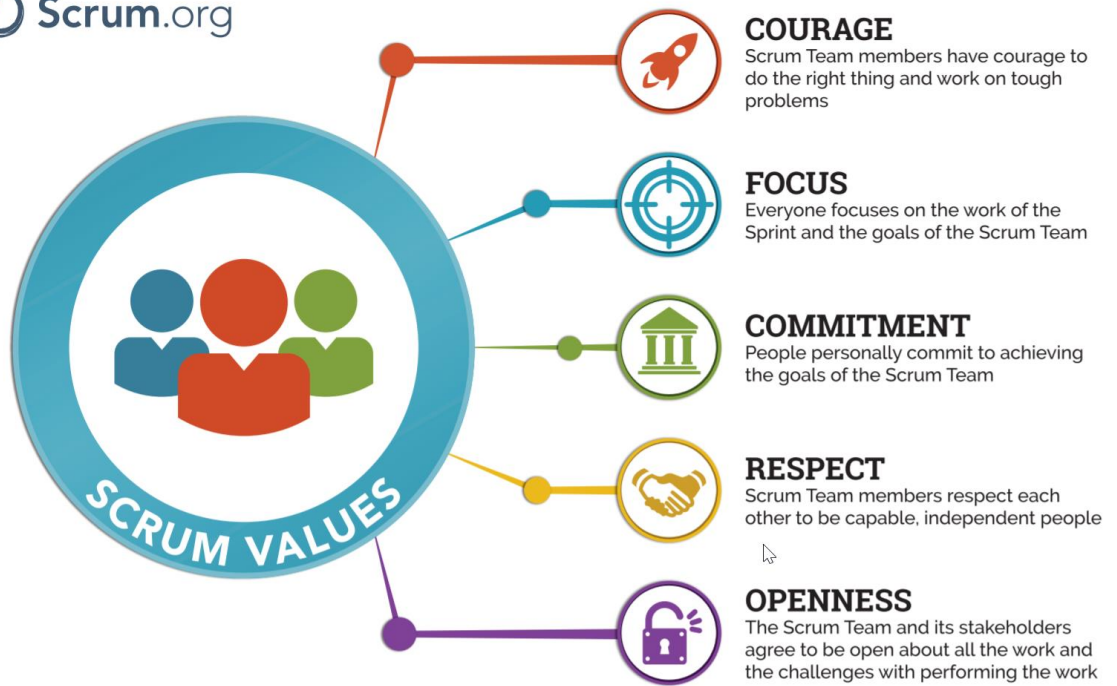 Scrum.org
COURAGE
Scrum Team members have courage to
do the right thing and work on tough
problems
FOCUS
Everyone focuses on the work of the
Sprint and the goals of the Scrum Team
COMMITMENT
People personally commit to achieving
the goals of the Scrum Team
RESPECT
Scrum Team members respect each
other to be capable, independent people
OPENNESS
The Scrum Team and its stakeholders
agree to be open about all the work and
the challenges with performing the work
SCRUM VALUES